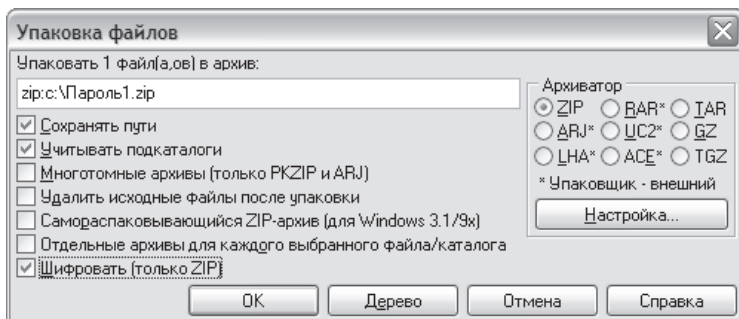 Упаковка файлов
Упаковать 1 файл(а,ов) в архив:
zip:c:\Пароль1.zip
Сохранять пути
Учитывать подкаталоги
Многотомные архивы (только PKZIP и ARJ)
Удалить исходные файлы после упаковки
Самораспаковывающийся ZIP-архив (для Windows 3.1/9x)
Отдельные архивы для каждого выбранного файла/каталога
Шифровать (только ZIP)
Архиватор
ZIP RAR* TAR
ARJ* UC2* GZ
LHA* ACE* TGZ
* Упаковщик - внешний
Настройка...
OK Дерево Отмена Справка